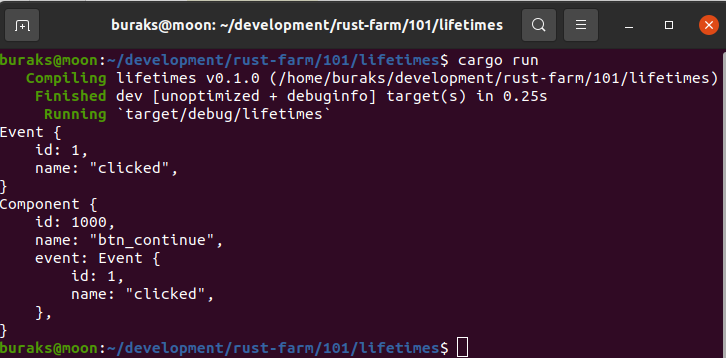 buraks@moon: ~/development/rust-farm/101/lifetimes
buraks@moon:~/development/rust-farm/101/lifetimes$ cargo run
   Compiling lifetimes v0.1.0 (/home/buraks/development/rust-farm/101/lifetimes)
    Finished dev [unoptimized + debuginfo] target(s) in 0.25s
     Running `target/debug/lifetimes`
Event {
    id: 1,
    name: "clicked",
}
Component {
    id: 1000,
    name: "btn_continue",
    event: Event {
        id: 1,
        name: "clicked",
    },
}
buraks@moon:~/development/rust-farm/101/lifetimes$